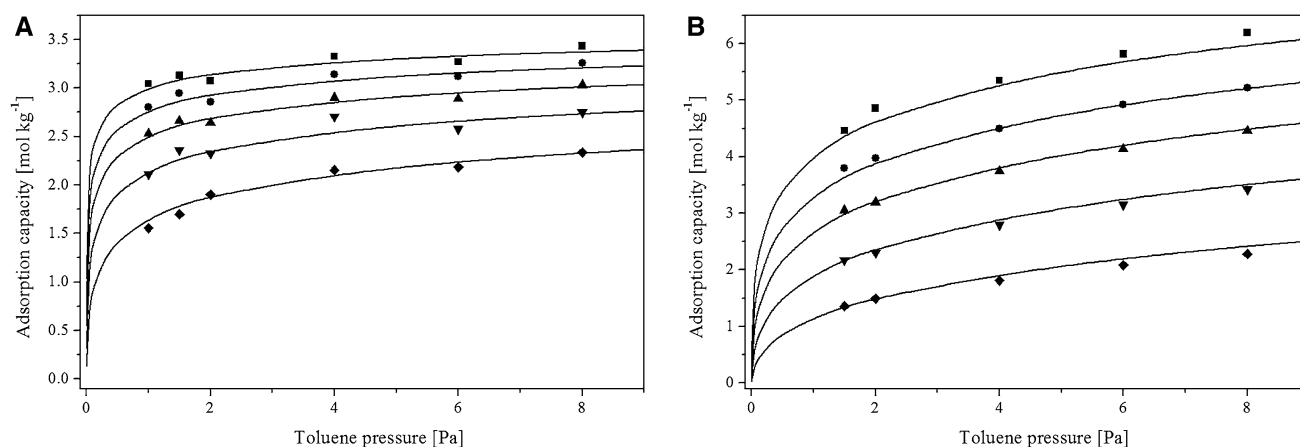 A
Adsorption capacity [mol kg⁻¹]
3.5
3.0
2.5
2.0
1.5
1.0
0.5
0.0
0 2 4 6 8
Toluene pressure [Pa]
B
Adsorption capacity [mol kg⁻¹]
6
5
4
3
2
1
0
0 2 4 6 8
Toluene pressure [Pa]